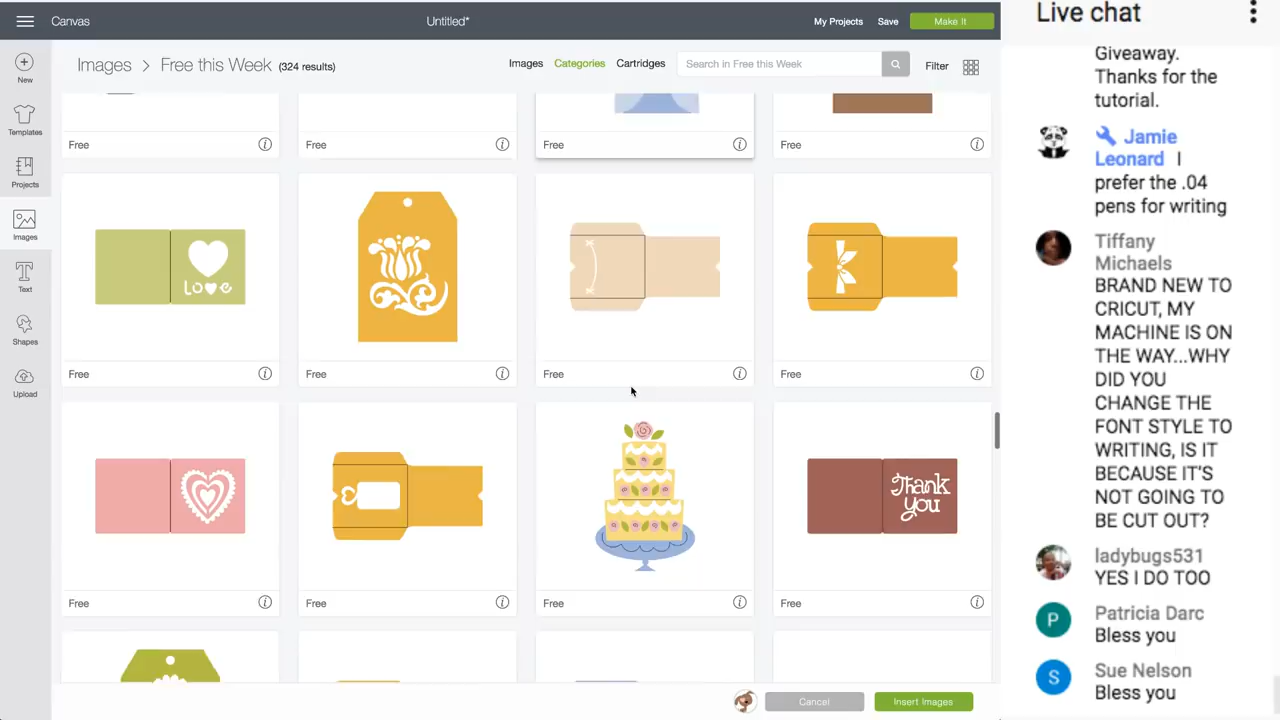 Canvas
Untitled*
My Projects
Save
Make It
New
Templates
Projects
Images
Text
Shapes
Upload
Images > Free this Week (324 results)
Images
Categories
Cartridges
Search in Free this Week
Filter
Free
Free
Free
Free
Love
Free
Free
Free
Free
Thank
You
Free
Free
Free
Free
Cancel
Insert Images
Live chat
Giveaway.
Thanks for the
tutorial.
Jamie
Leonard I
prefer the .04
pens for writing
Tiffany
Michaels
BRAND NEW TO
CRICUT, MY
MACHINE IS ON
THE WAY...WHY
DID YOU
CHANGE THE
FONT STYLE TO
WRITING, IS IT
BECAUSE IT'S
NOT GOING TO
BE CUT OUT?
ladybugs531
YES I DO TOO
P
Patricia Darc
Bless you
S
Sue Nelson
Bless you